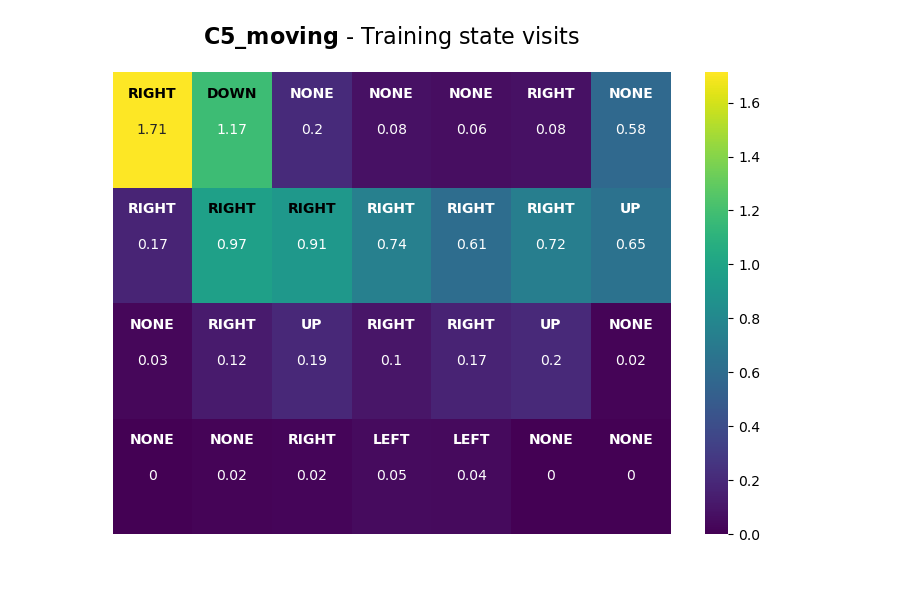 C5_moving - Training state visits
RIGHT DOWN NONE NONE NONE RIGHT NONE
1.71 1.17 0.2 0.08 0.06 0.08 0.58
RIGHT RIGHT RIGHT RIGHT RIGHT RIGHT UP
0.17 0.97 0.91 0.74 0.61 0.72 0.65
NONE RIGHT UP RIGHT RIGHT UP NONE
0.03 0.12 0.19 0.1 0.17 0.2 0.02
NONE NONE RIGHT LEFT LEFT NONE NONE
0 0.02 0.02 0.05 0.04 0 0
1.6
1.4
1.2
1.0
0.8
0.6
0.4
0.2
0.0